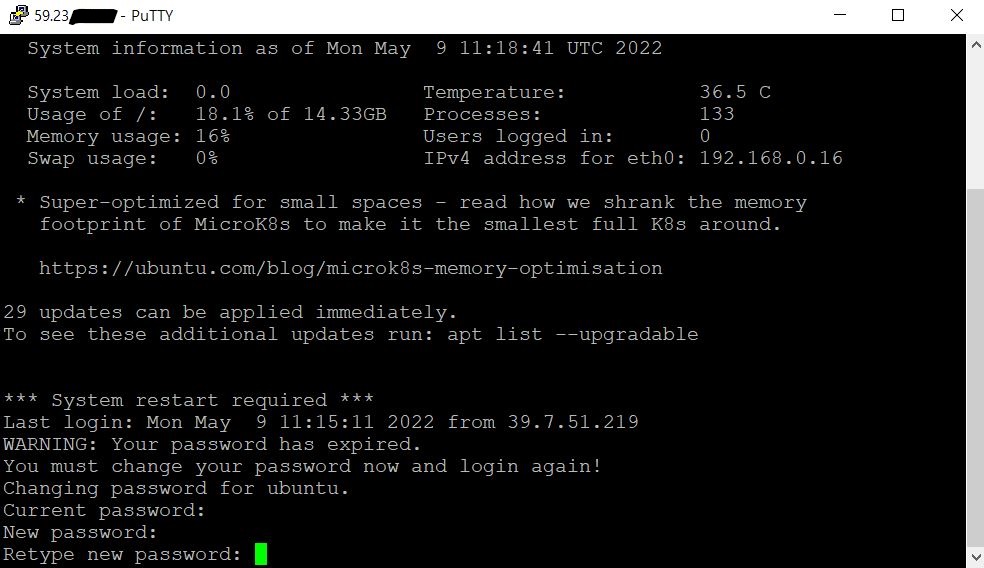 59.23 - PuTTY
System information as of Mon May  9 11:18:41 UTC 2022
System load:  0.0                Temperature:           36.5 C
Usage of /:   18.1% of 14.33GB   Processes:             133
Memory usage: 16%                Users logged in:       0
Swap usage:   0%                 IPv4 address for eth0: 192.168.0.16
* Super-optimized for small spaces - read how we shrank the memory
footprint of MicroK8s to make it the smallest full K8s around.
https://ubuntu.com/blog/microk8s-memory-optimisation
29 updates can be applied immediately.
To see these additional updates run: apt list --upgradable
*** System restart required ***
Last login: Mon May  9 11:15:11 2022 from 39.7.51.219
WARNING: Your password has expired.
You must change your password now and login again!
Changing password for ubuntu.
Current password:
New password:
Retype new password: